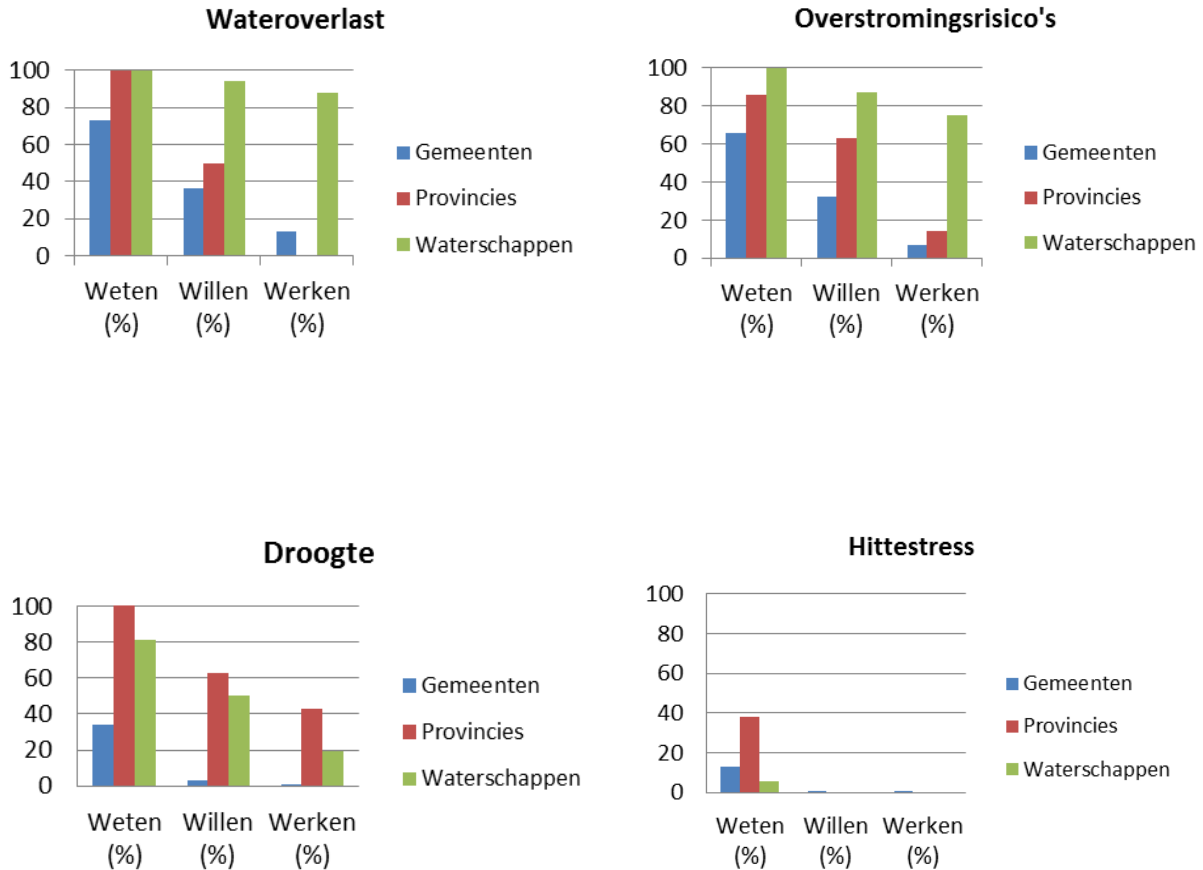 Wateroverlast
100
80
60
40
20
0
Weten
(%)
Willen
(%)
Werken
(%)
Gemeenten
Provincies
Waterschappen
Overstromingsrisico's
100
80
60
40
20
0
Weten
(%)
Willen
(%)
Werken
(%)
Gemeenten
Provincies
Waterschappen
Droogte
100
80
60
40
20
0
Weten
(%)
Willen
(%)
Werken
(%)
Gemeenten
Provincies
Waterschappen
Hittestress
100
80
60
40
20
0
Weten
(%)
Willen
(%)
Werken
(%)
Gemeenten
Provincies
Waterschappen